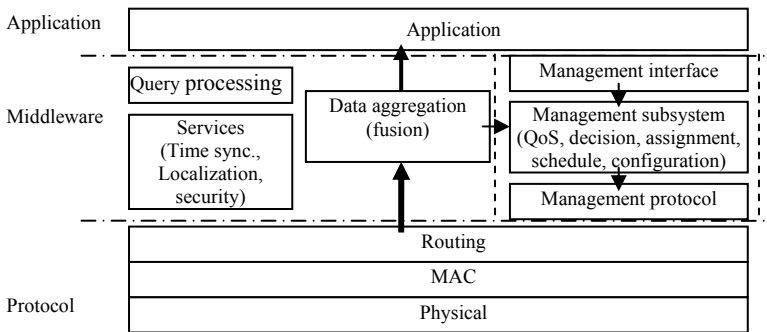 Application
Application
Middleware
Query processing
Services
(Time sync.,
Localization,
security)
Data aggregation
(fusion)
Management interface
Management subsystem
(QoS, decision, assignment,
schedule, configuration)
Management protocol
Routing
MAC
Protocol
Physical